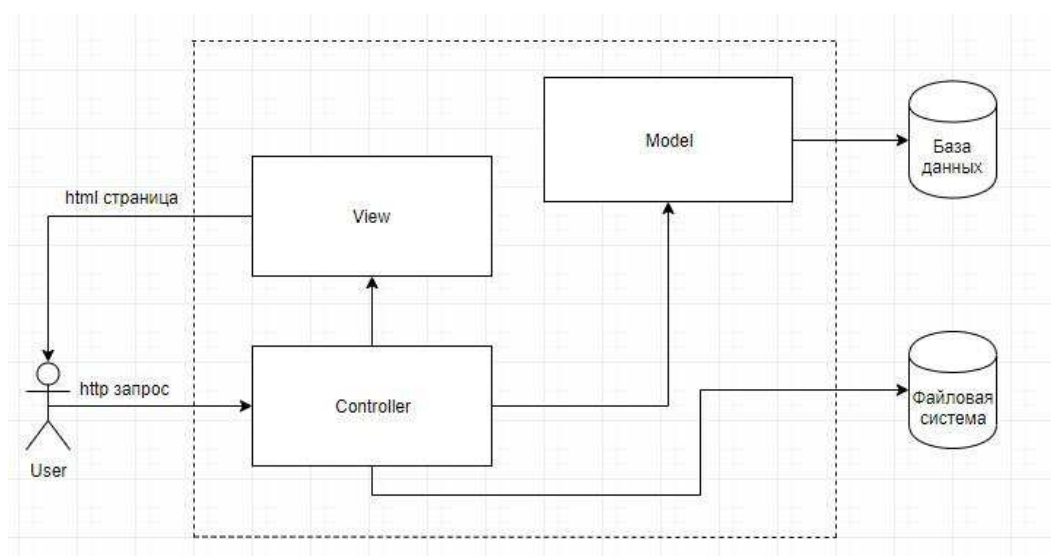 Model
База
данных
html страница
View
http запрос
Controller
Файловая
система
User